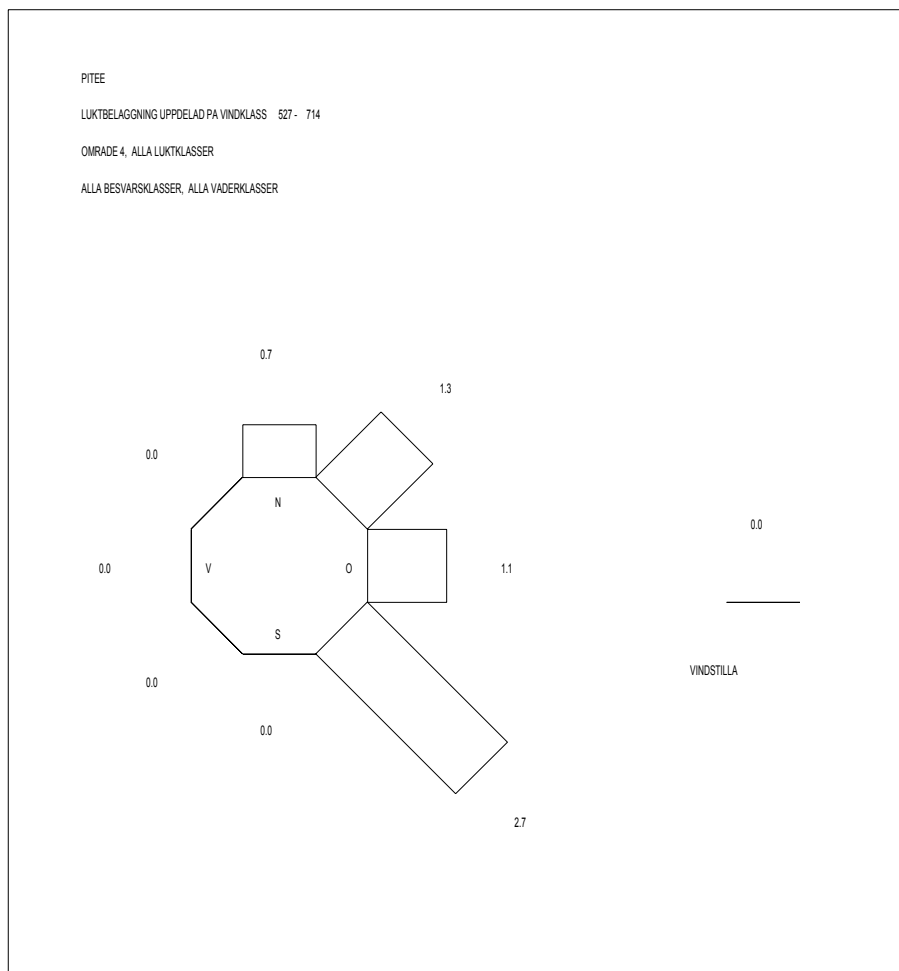 PITEE
LUKTBELAGGNING UPPDELAD PA VINDKLASS 527 - 714
OMRADE 4, ALLA LUKTKLASSER
ALLA BESVARSKLASSER, ALLA VADERKLASSER
0.7
1.3
0.0
N
0.0
0.0
V
O
1.1
S
VINDSTILLA
0.0
0.0
2.7